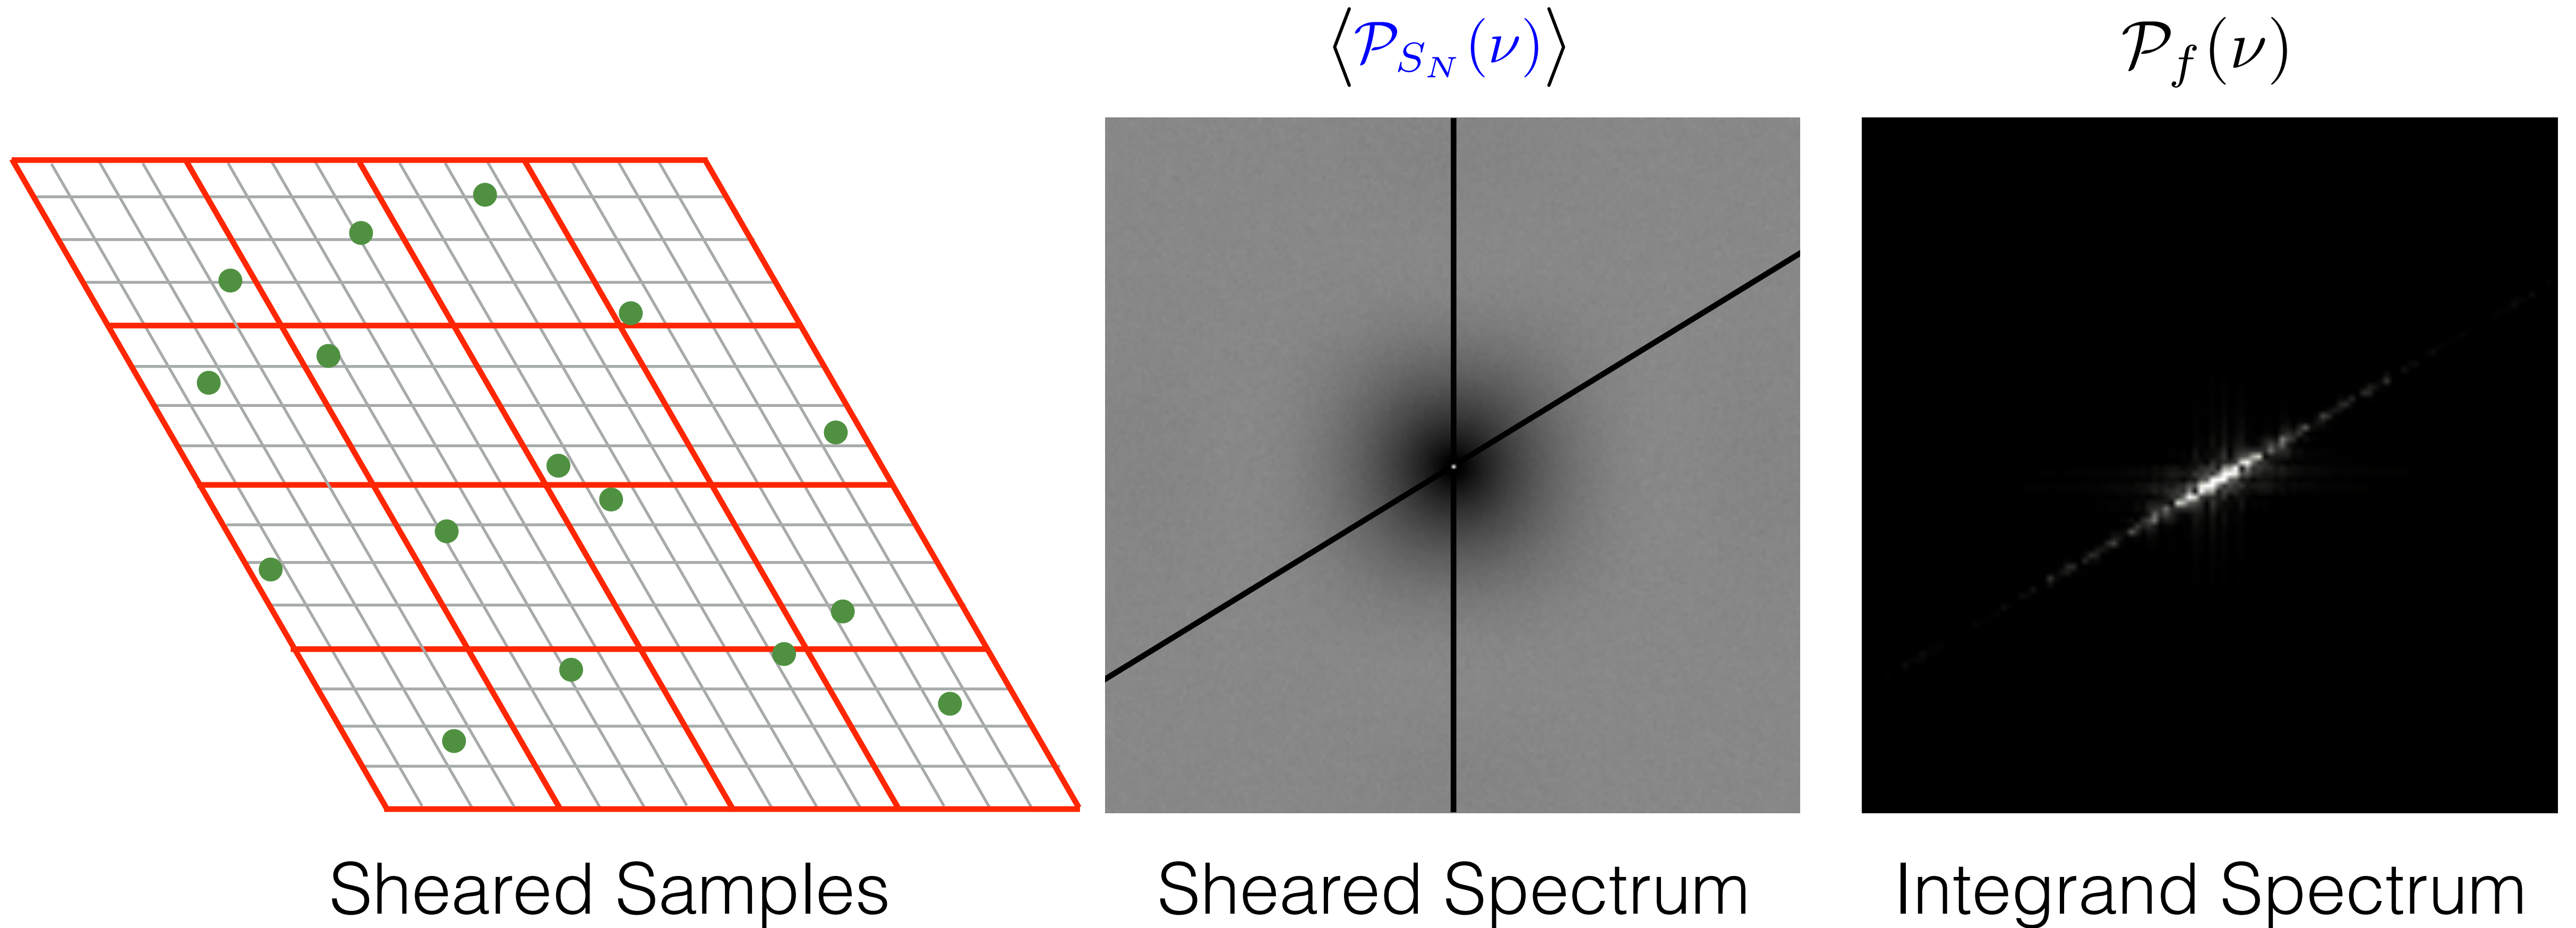 ⟨𝒫_{S_N}(ν)⟩
𝒫_f(ν)
Sheared Samples
Sheared Spectrum
Integrand Spectrum